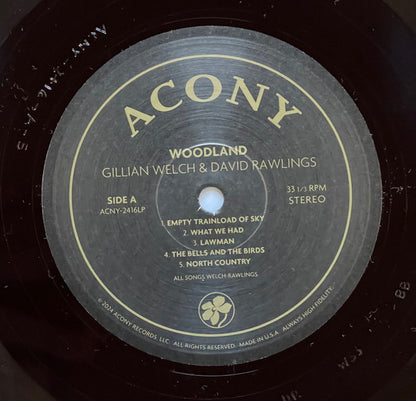 ACONY
WOODLAND
GILLIAN WELCH & DAVID RAWLINGS
SIDE A
ACNY-2416LP
33 1/3 RPM
STEREO
1. EMPTY TRAINLOAD OF SKY
2. WHAT WE HAD
3. LAWMAN
4. THE BELLS AND THE BIRDS
5. NORTH COUNTRY
ALL SONGS WELCH-RAWLINGS
© 2024 ACONY RECORDS, LLC. ALL RIGHTS RESERVED. MADE IN U.S.A. ALWAYS HIGH FIDELITY.